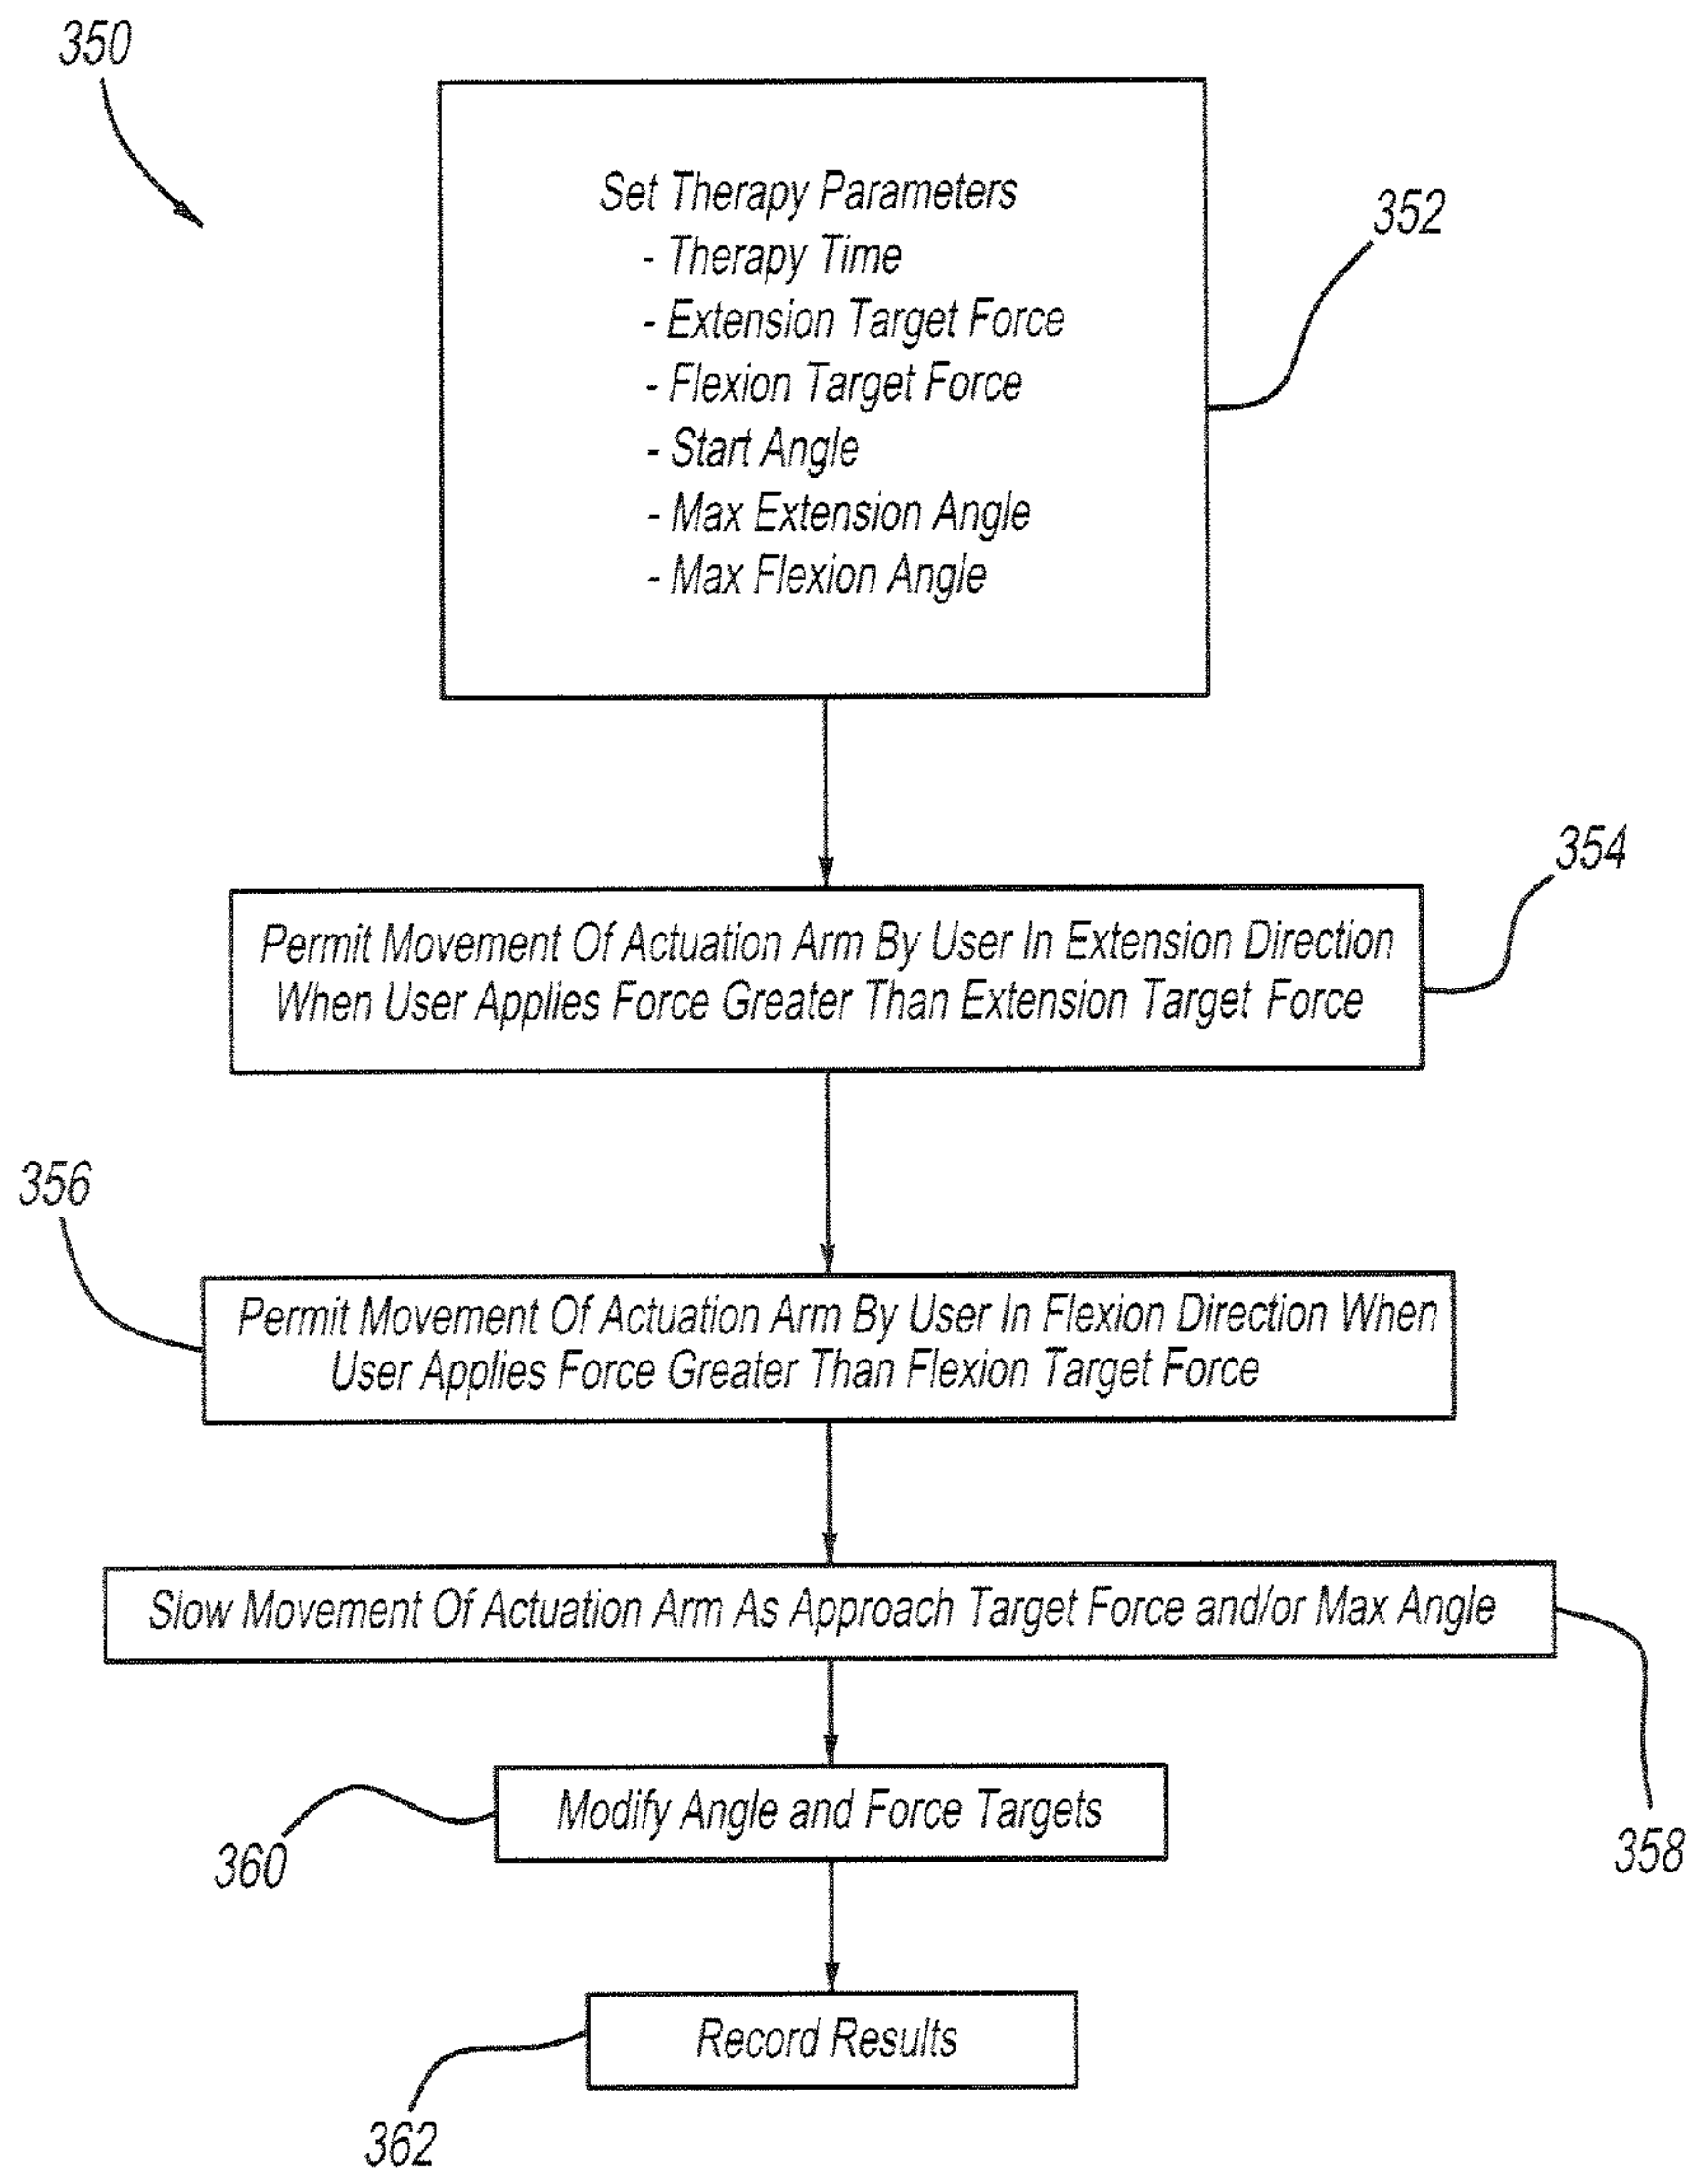 350
Set Therapy Parameters
- Therapy Time
- Extension Target Force
- Flexion Target Force
- Start Angle
- Max Extension Angle
- Max Flexion Angle
352
354
Permit Movement Of Actuation Arm By User In Extension Direction
When User Applies Force Greater Than Extension Target Force
356
Permit Movement Of Actuation Arm By User In Flexion Direction When
User Applies Force Greater Than Flexion Target Force
Slow Movement Of Actuation Arm As Approach Target Force and/or Max Angle
358
Modify Angle and Force Targets
360
Record Results
362